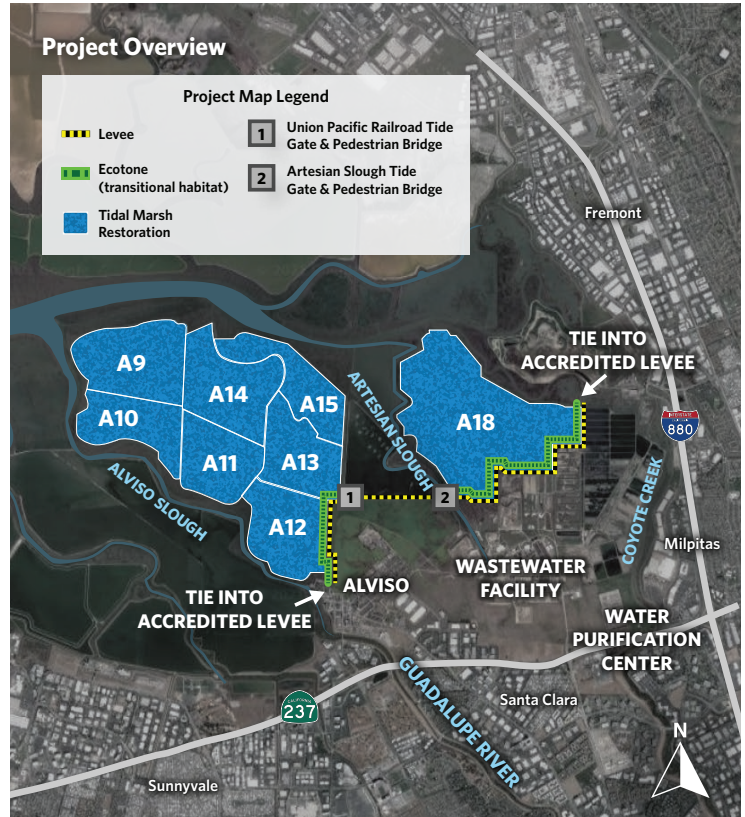 Project Overview
Project Map Legend
Levee
Ecotone
(transitional habitat)
Tidal Marsh
Restoration
1
Union Pacific Railroad Tide
Gate & Pedestrian Bridge
2
Artesian Slough Tide
Gate & Pedestrian Bridge
Fremont
TIE INTO
ACCREDITED LEVEE
A9
A14
A15
A10
A11
A13
A12
A18
ARTESIAN SLOUGH
INTERSTATE
880
ALVISO SLOUGH
1
2
COYOTE CREEK
Milpitas
WASTEWATER
FACILITY
ALVISO
TIE INTO
ACCREDITED LEVEE
WATER
PURIFICATION
CENTER
GUADALUPE RIVER
CALIFORNIA
237
Santa Clara
Sunnyvale
N